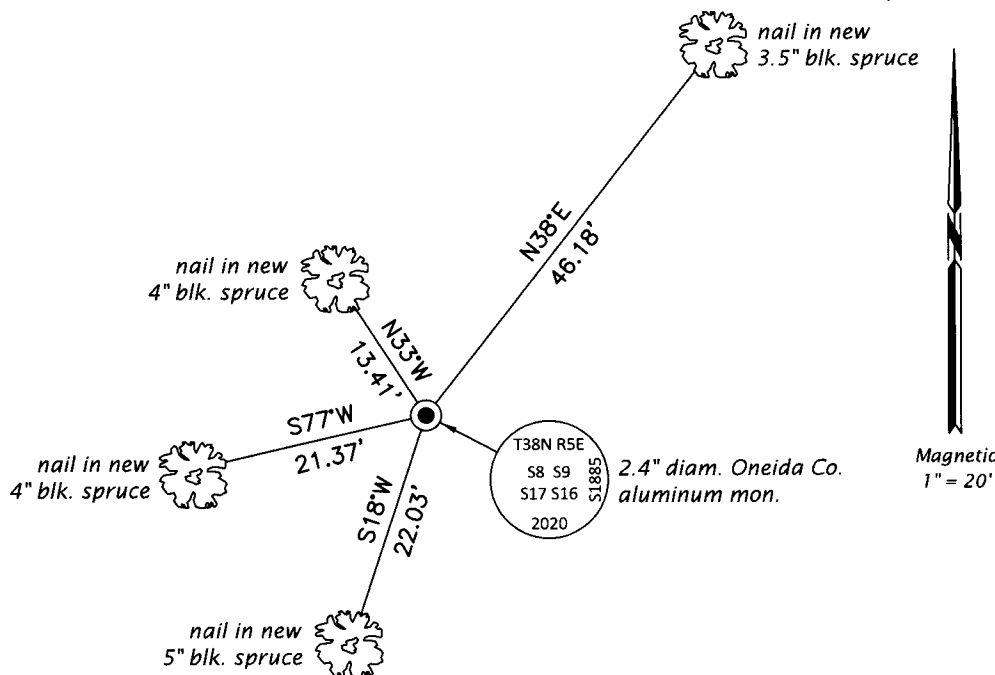 nail in new
3.5" blk. spruce
N38°E
46.18'
nail in new
4" blk. spruce
N33°W
13.41'
S77°W
21.37'
nail in new
4" blk. spruce
S18°W
22.03'
nail in new
5" blk. spruce
T38N R5E
S8 S9
S17 S16
2020
S1885
2.4" diam. Oneida Co.
aluminum mon.
N
Magnetic
1" = 20'